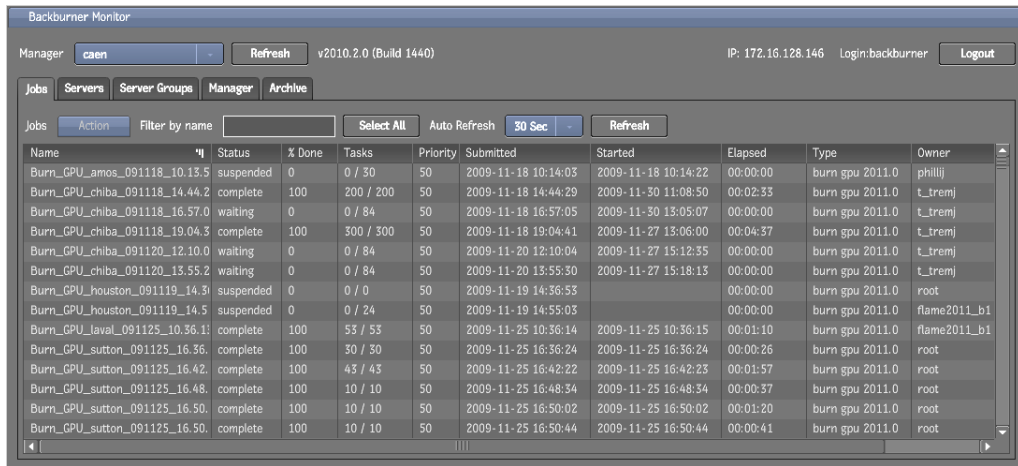 Backburner Monitor
Manager caen Refresh v2010.2.0 (Build 1440) IP: 172.16.128.146 Login:backburner Logout
Jobs Servers Server Groups Manager Archive
Jobs Action Filter by name Select All Auto Refresh 30 Sec Refresh
Name Status % Done Tasks Priority Submitted Started Elapsed Type Owner
Burn_GPU_amos_091118_10.13.5 suspended 0 0 / 30 50 2009-11-18 10:14:03 2009-11-18 10:14:22 00:00:00 burn gpu 2011.0 phillij
Burn_GPU_chiba_091118_14.44.2 complete 100 200 / 200 50 2009-11-18 14:44:29 2009-11-30 11:08:50 00:02:33 burn gpu 2011.0 t_tremj
Burn_GPU_chiba_091118_16.57.0 waiting 0 0 / 84 50 2009-11-18 16:57:05 2009-11-30 13:05:07 00:00:00 burn gpu 2011.0 t_tremj
Burn_GPU_chiba_091118_19.04.3 complete 100 300 / 300 50 2009-11-18 19:04:41 2009-11-27 13:06:00 00:04:37 burn gpu 2011.0 t_tremj
Burn_GPU_chiba_091120_12.10.0 waiting 0 0 / 84 50 2009-11-20 12:10:04 2009-11-27 15:12:35 00:00:00 burn gpu 2011.0 t_tremj
Burn_GPU_chiba_091120_13.55.2 waiting 0 0 / 84 50 2009-11-20 13:55:30 2009-11-27 15:18:13 00:00:00 burn gpu 2011.0 t_tremj
Burn_GPU_houston_091119_14.3 suspended 0 0 / 0 50 2009-11-19 14:36:53 00:00:00 burn gpu 2011.0 root
Burn_GPU_houston_091119_14.5 suspended 0 0 / 24 50 2009-11-19 14:55:03 00:00:00 burn gpu 2011.0 flame2011_b1
Burn_GPU_laval_091125_10.36.1 complete 100 53 / 53 50 2009-11-25 10:36:14 2009-11-25 10:36:15 00:01:10 burn gpu 2011.0 flame2011_b1
Burn_GPU_sutton_091125_16.36. complete 100 30 / 30 50 2009-11-25 16:36:24 2009-11-25 16:36:24 00:00:26 burn gpu 2011.0 root
Burn_GPU_sutton_091125_16.42. complete 100 43 / 43 50 2009-11-25 16:42:22 2009-11-25 16:42:23 00:01:57 burn gpu 2011.0 root
Burn_GPU_sutton_091125_16.48. complete 100 10 / 10 50 2009-11-25 16:48:34 2009-11-25 16:48:34 00:00:37 burn gpu 2011.0 root
Burn_GPU_sutton_091125_16.50. complete 100 10 / 10 50 2009-11-25 16:50:02 2009-11-25 16:50:02 00:01:20 burn gpu 2011.0 root
Burn_GPU_sutton_091125_16.50. complete 100 10 / 10 50 2009-11-25 16:50:44 2009-11-25 16:50:44 00:00:41 burn gpu 2011.0 root